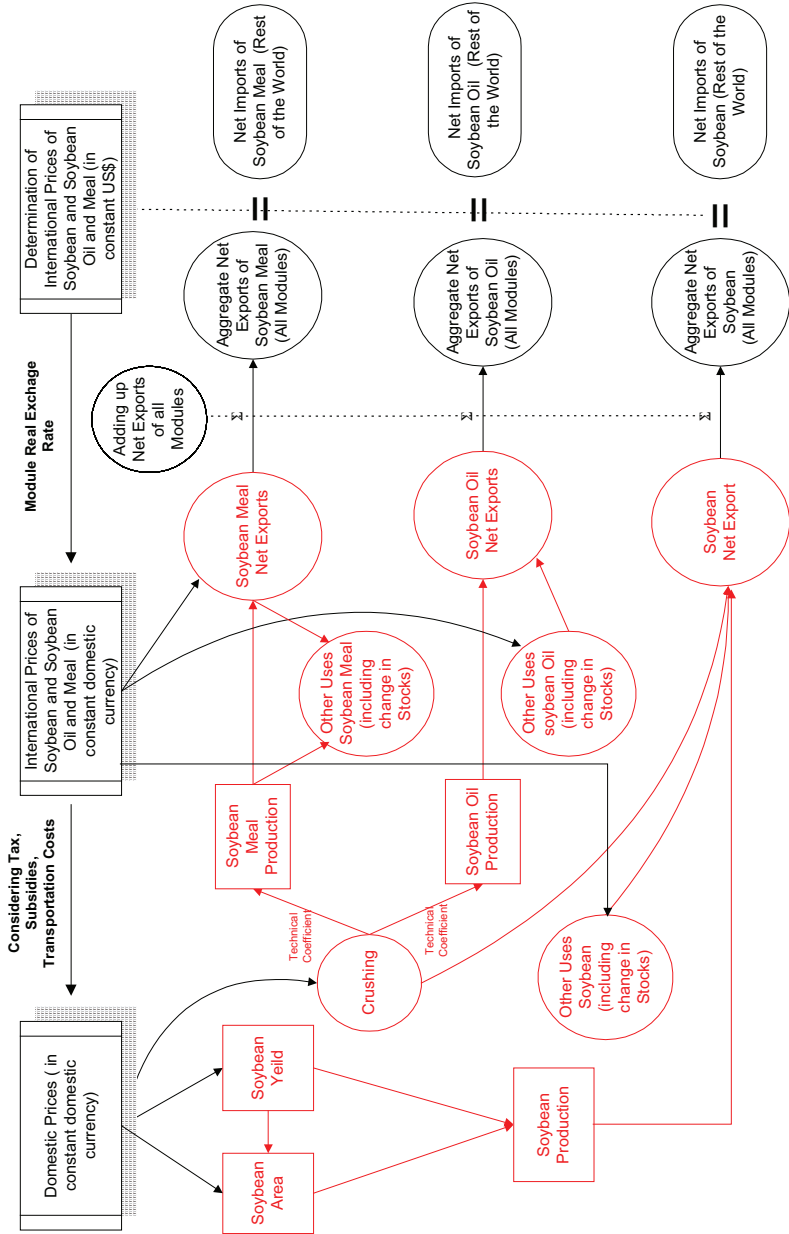 Domestic Prices ( in
constant domestic
currency)
Considering Tax,
Subsidies,
Transportation Costs
International Prices of
Soybean and Soybean
Oil and Meal (in
constant domestic
currency)
Module Real Exchage
Rate
Determination of
International Prices of
Soybean and Soybean
Oil and Meal (in
constant US$)
Adding up
Net Exports
of all
Modules
Soybean
Area
Soybean
Yeild
Crushing
Technical
Coefficient
Technical
Coefficient
Soybean
Meal
Production
Other Uses
Soybean Meal
(including
change in
Stocks)
Soybean Meal
Net Exports
Σ
Aggregate Net
Exports of
Soybean Meal
(All Modules)
=
Net Imports of
Soybean Meal (Rest
of the World)
Soybean Oil
Production
Other Uses
soybean Oil
(including
change in
Stocks)
Soybean Oil
Net Exports
Σ
Aggregate Net
Exports of
Soybean Oil
(All Modules)
=
Net Imports of
Soybean Oil  (Rest of
the World)
Soybean
Production
Other Uses
Soybean
(including
change in
Stocks)
Soybean
Net Export
Σ
Aggregate Net
Exports of
Soybean
(All Modules)
=
Net Imports of
Soybean (Rest of the
World)